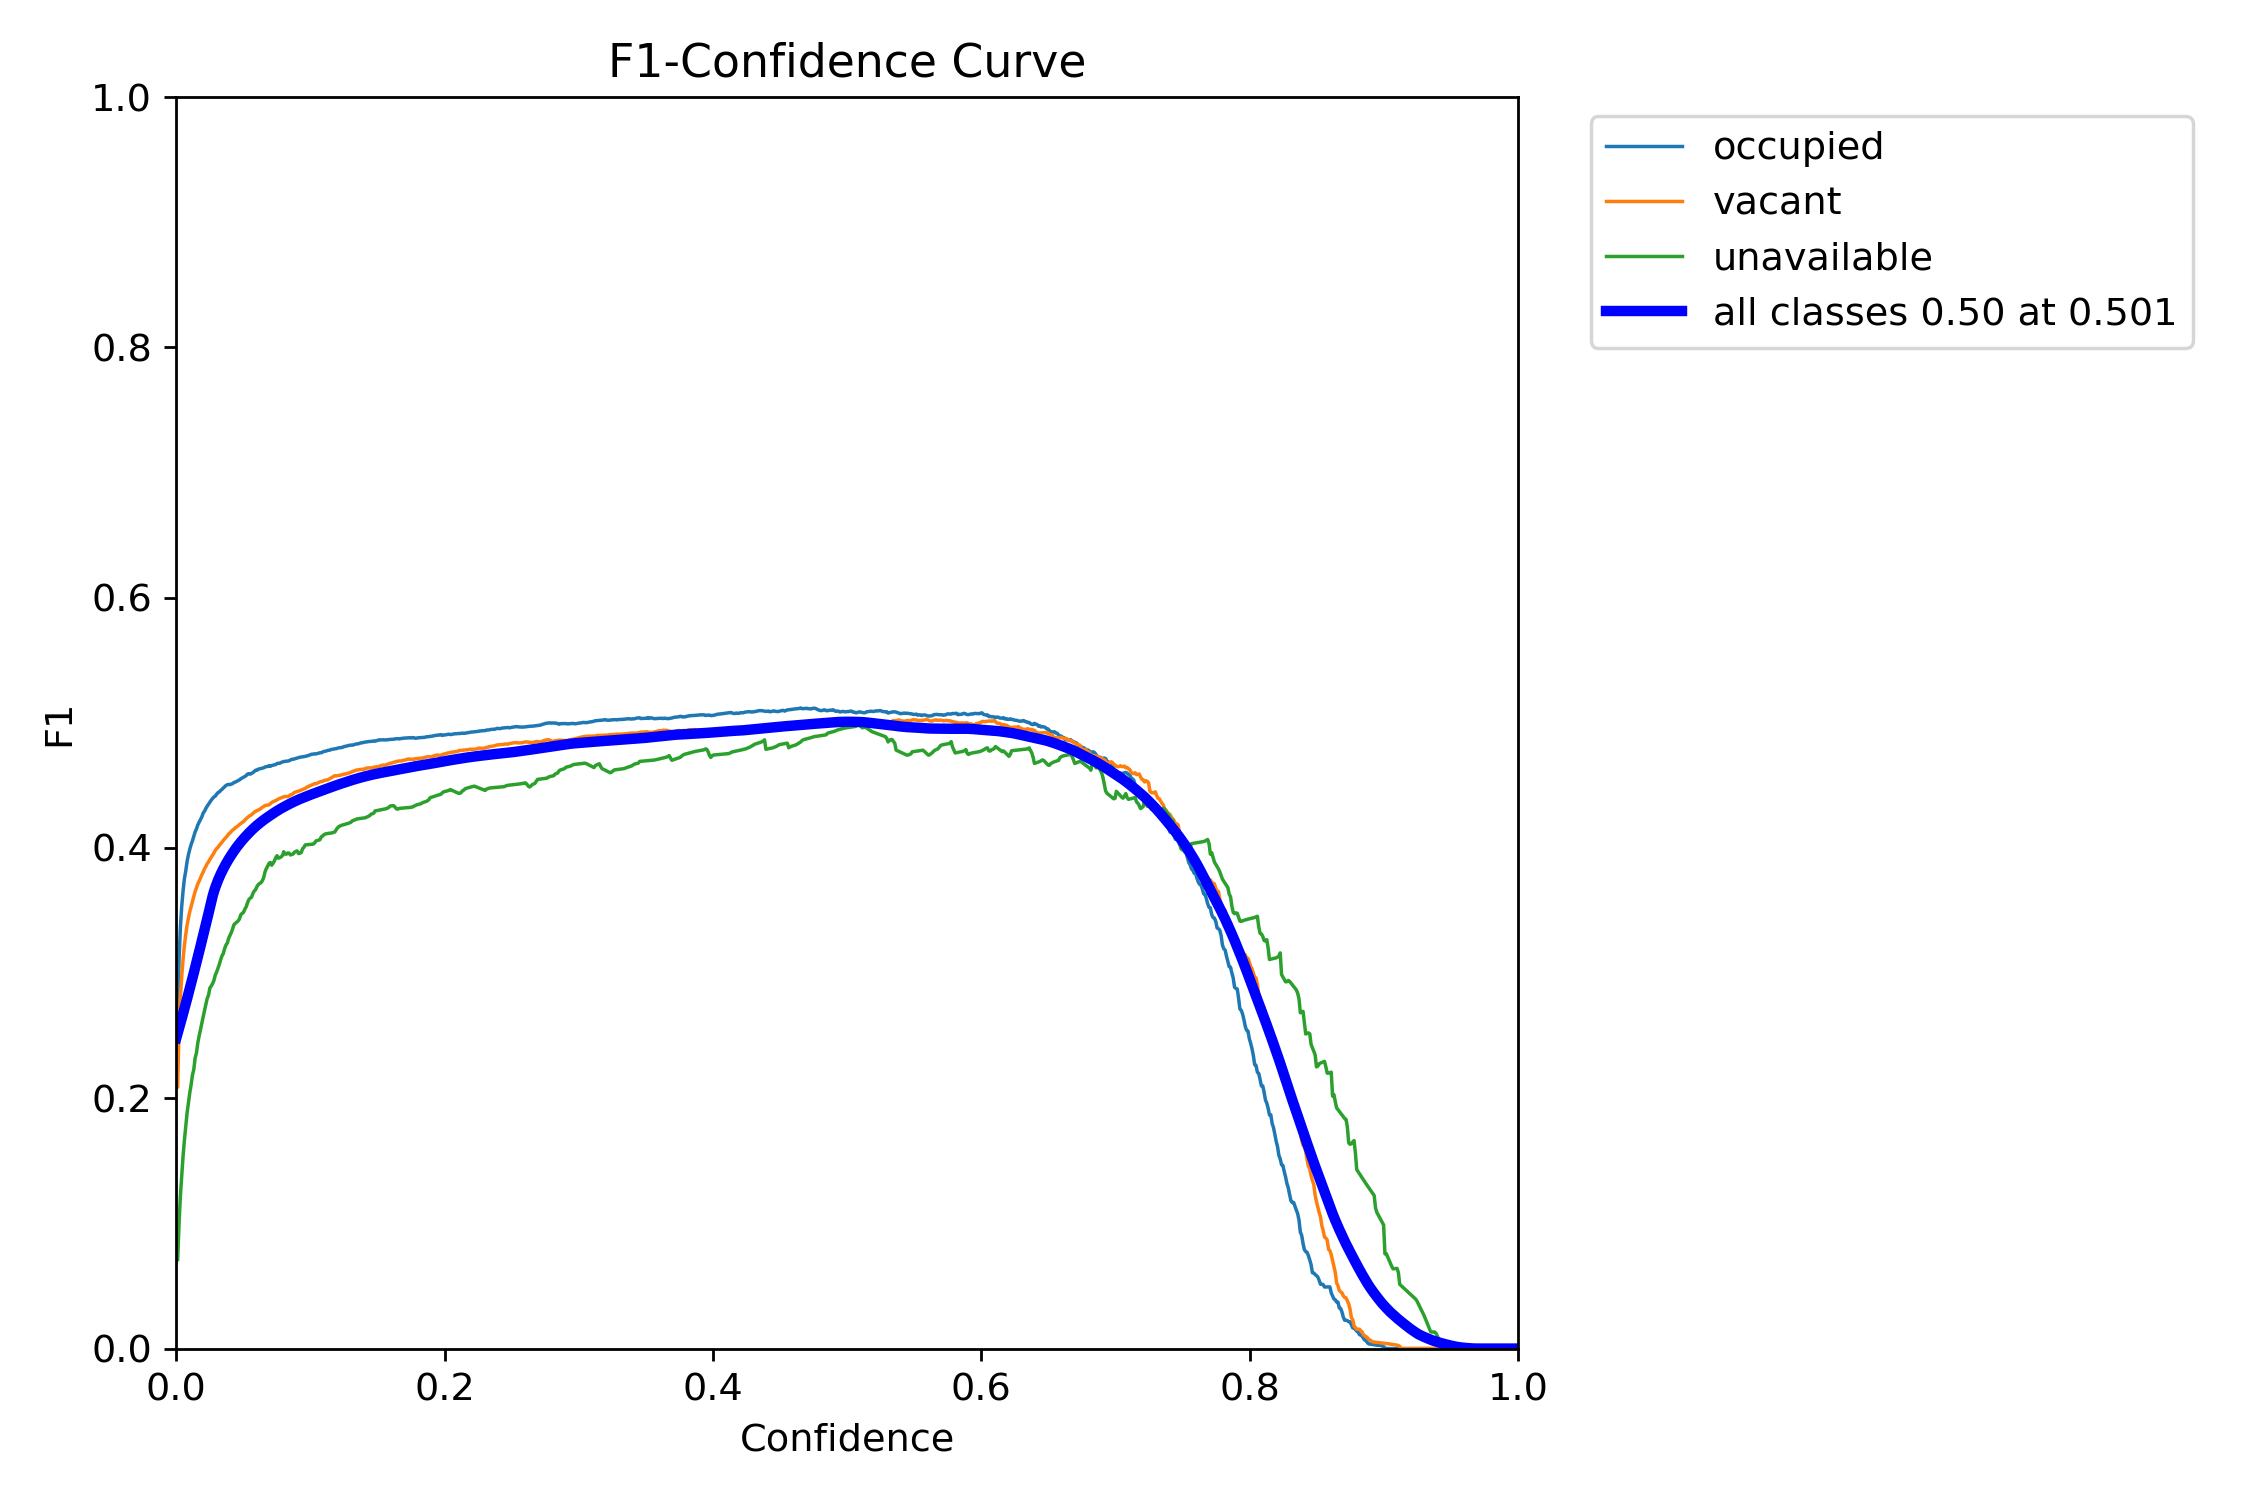 F1-Confidence Curve
1.0
0.8
0.6
0.4
0.2
0.0
F1
0.0 0.2 0.4 0.6 0.8 1.0
Confidence
occupied
vacant
unavailable
all classes 0.50 at 0.501